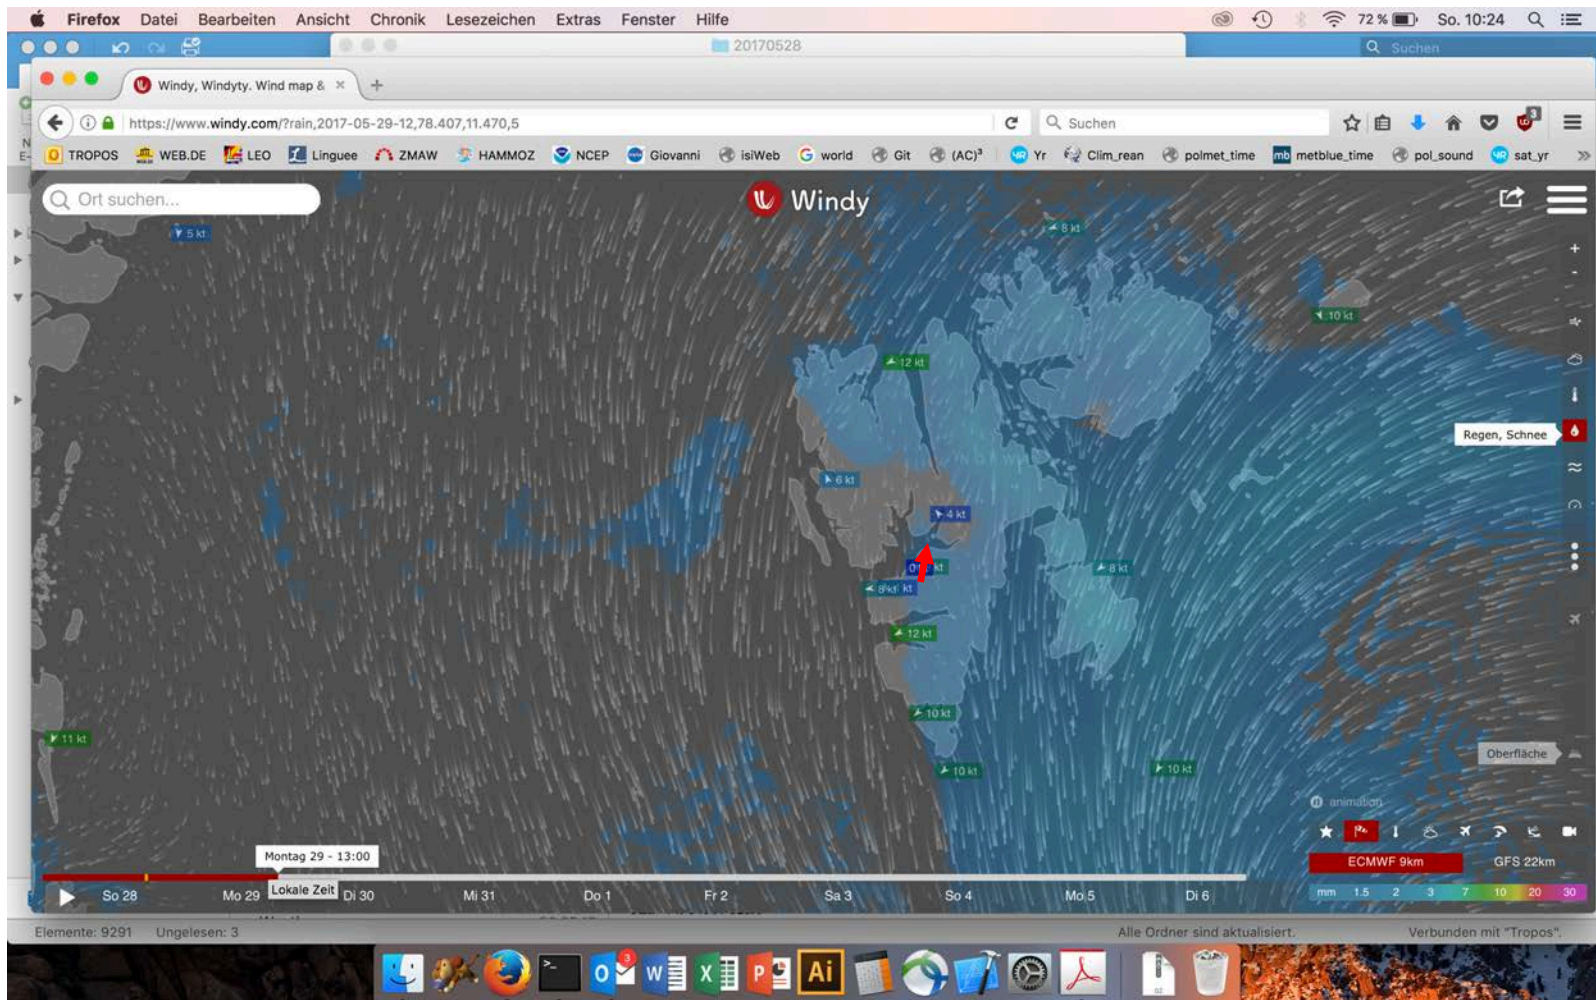 Firefox Datei Bearbeiten Ansicht Chronik Lesezeichen Extras Fenster Hilfe 72 % So. 10:24
20170528 Suchen
Windy, Windyty. Wind map &
https://www.windy.com/?rain,2017-05-29-12,78.407,11.470,5 Suchen 3
TROPOS WEB.DE LEO Linguee ZMAW HAMMOZ NCEP Giovanni isiWeb world Git (AC)³ Yr Clim_rean polmet_time metblue_time pol_sound sat_yr
Ort suchen... Windy
8 kt
5 kt
10 kt
12 kt
Regen, Schnee
6 kt
4 kt
8 kt
12 kt
10 kt
11 kt
Oberfläche
10 kt 10 kt
animation
Montag 29 - 13:00
ECMWF 9km GFS 22km
So 28 Mo 29 Lokale Zeit Di 30 Mi 31 Do 1 Fr 2 Sa 3 So 4 Mo 5 Di 6
mm 1.5 2 3 7 10 20 30
Elemente: 9291 Ungelesen: 3 Alle Ordner sind aktualisiert. Verbunden mit "Tropos".
3
Ai